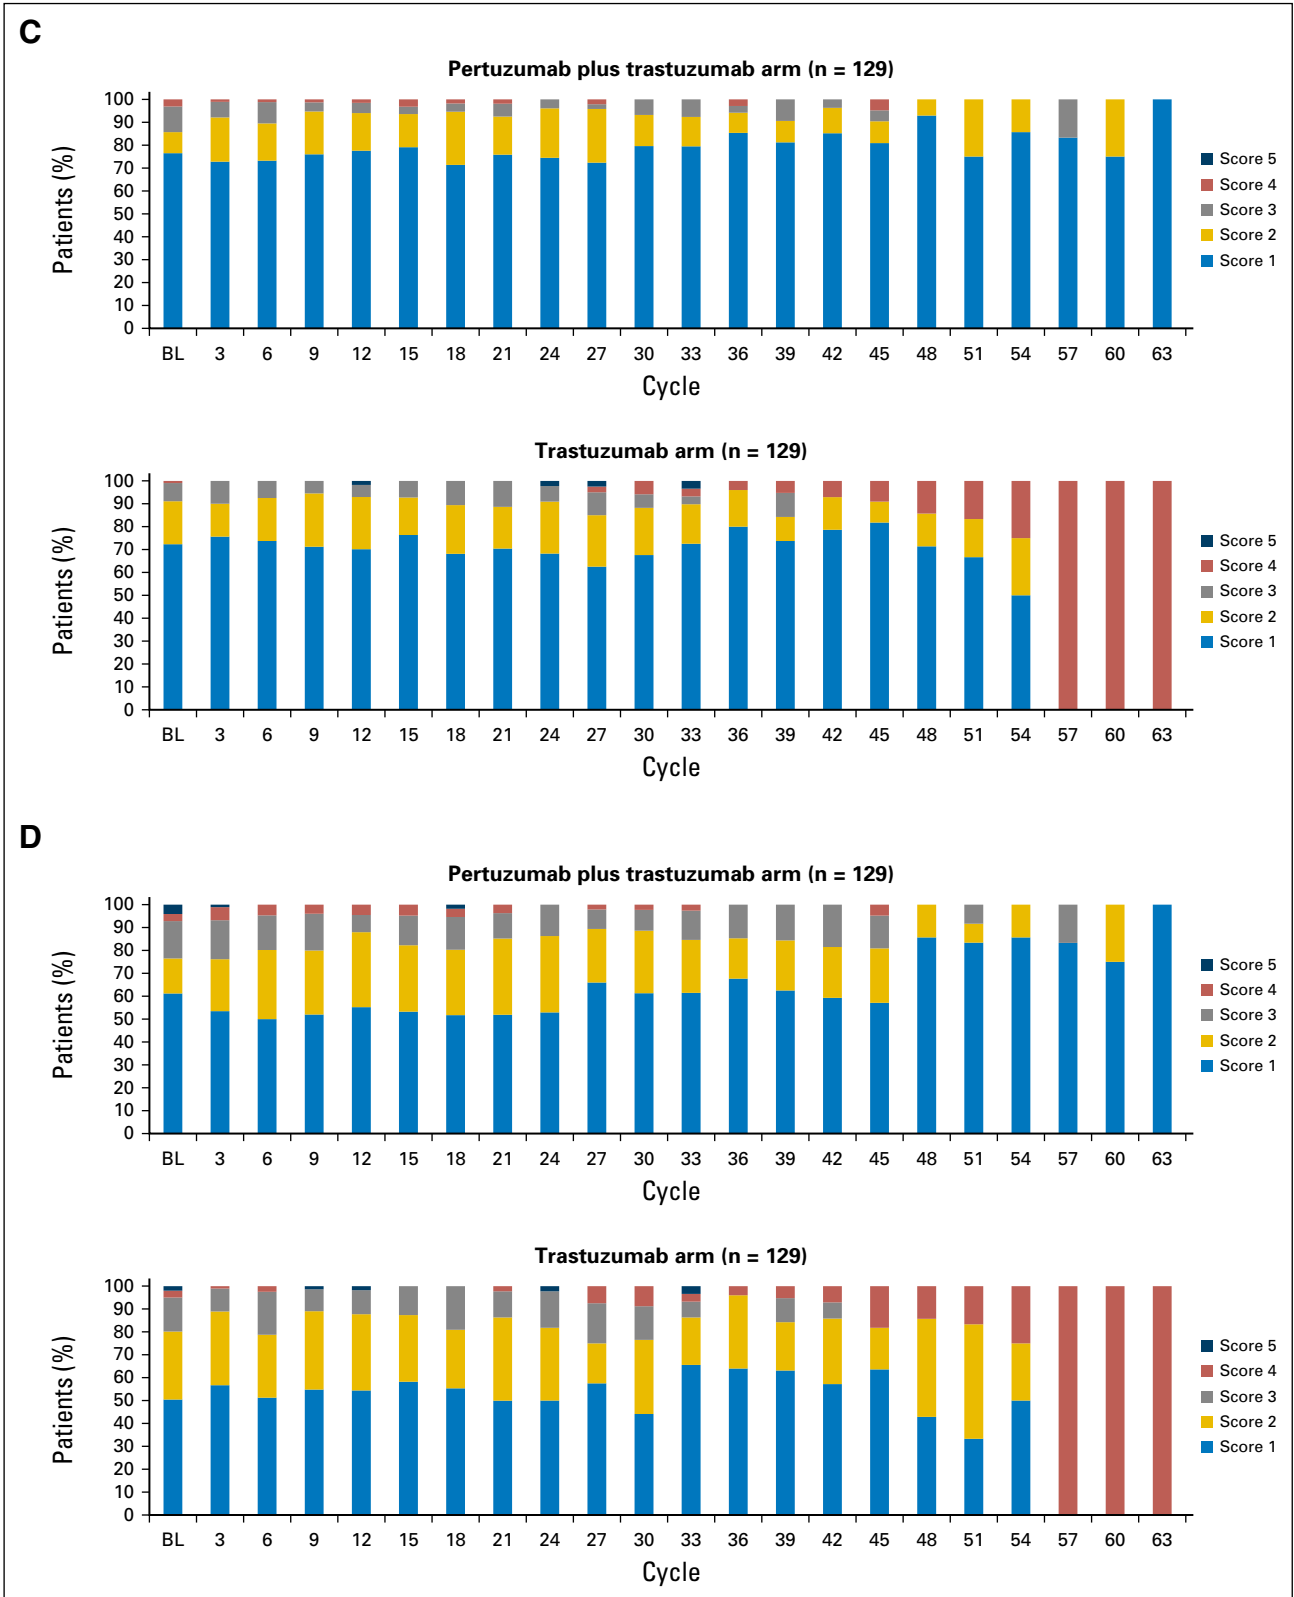 C
Pertuzumab plus trastuzumab arm (n = 129)
100
90
80
70
60
50
40
30
20
10
0
Patients (%)
BL 3 6 9 12 15 18 21 24 27 30 33 36 39 42 45 48 51 54 57 60 63
Cycle
Score 5
Score 4
Score 3
Score 2
Score 1
Trastuzumab arm (n = 129)
100
90
80
70
60
50
40
30
20
10
0
Patients (%)
BL 3 6 9 12 15 18 21 24 27 30 33 36 39 42 45 48 51 54 57 60 63
Cycle
Score 5
Score 4
Score 3
Score 2
Score 1
D
Pertuzumab plus trastuzumab arm (n = 129)
100
90
80
70
60
50
40
30
20
10
0
Patients (%)
BL 3 6 9 12 15 18 21 24 27 30 33 36 39 42 45 48 51 54 57 60 63
Cycle
Score 5
Score 4
Score 3
Score 2
Score 1
Trastuzumab arm (n = 129)
100
90
80
70
60
50
40
30
20
10
0
Patients (%)
BL 3 6 9 12 15 18 21 24 27 30 33 36 39 42 45 48 51 54 57 60 63
Cycle
Score 5
Score 4
Score 3
Score 2
Score 1